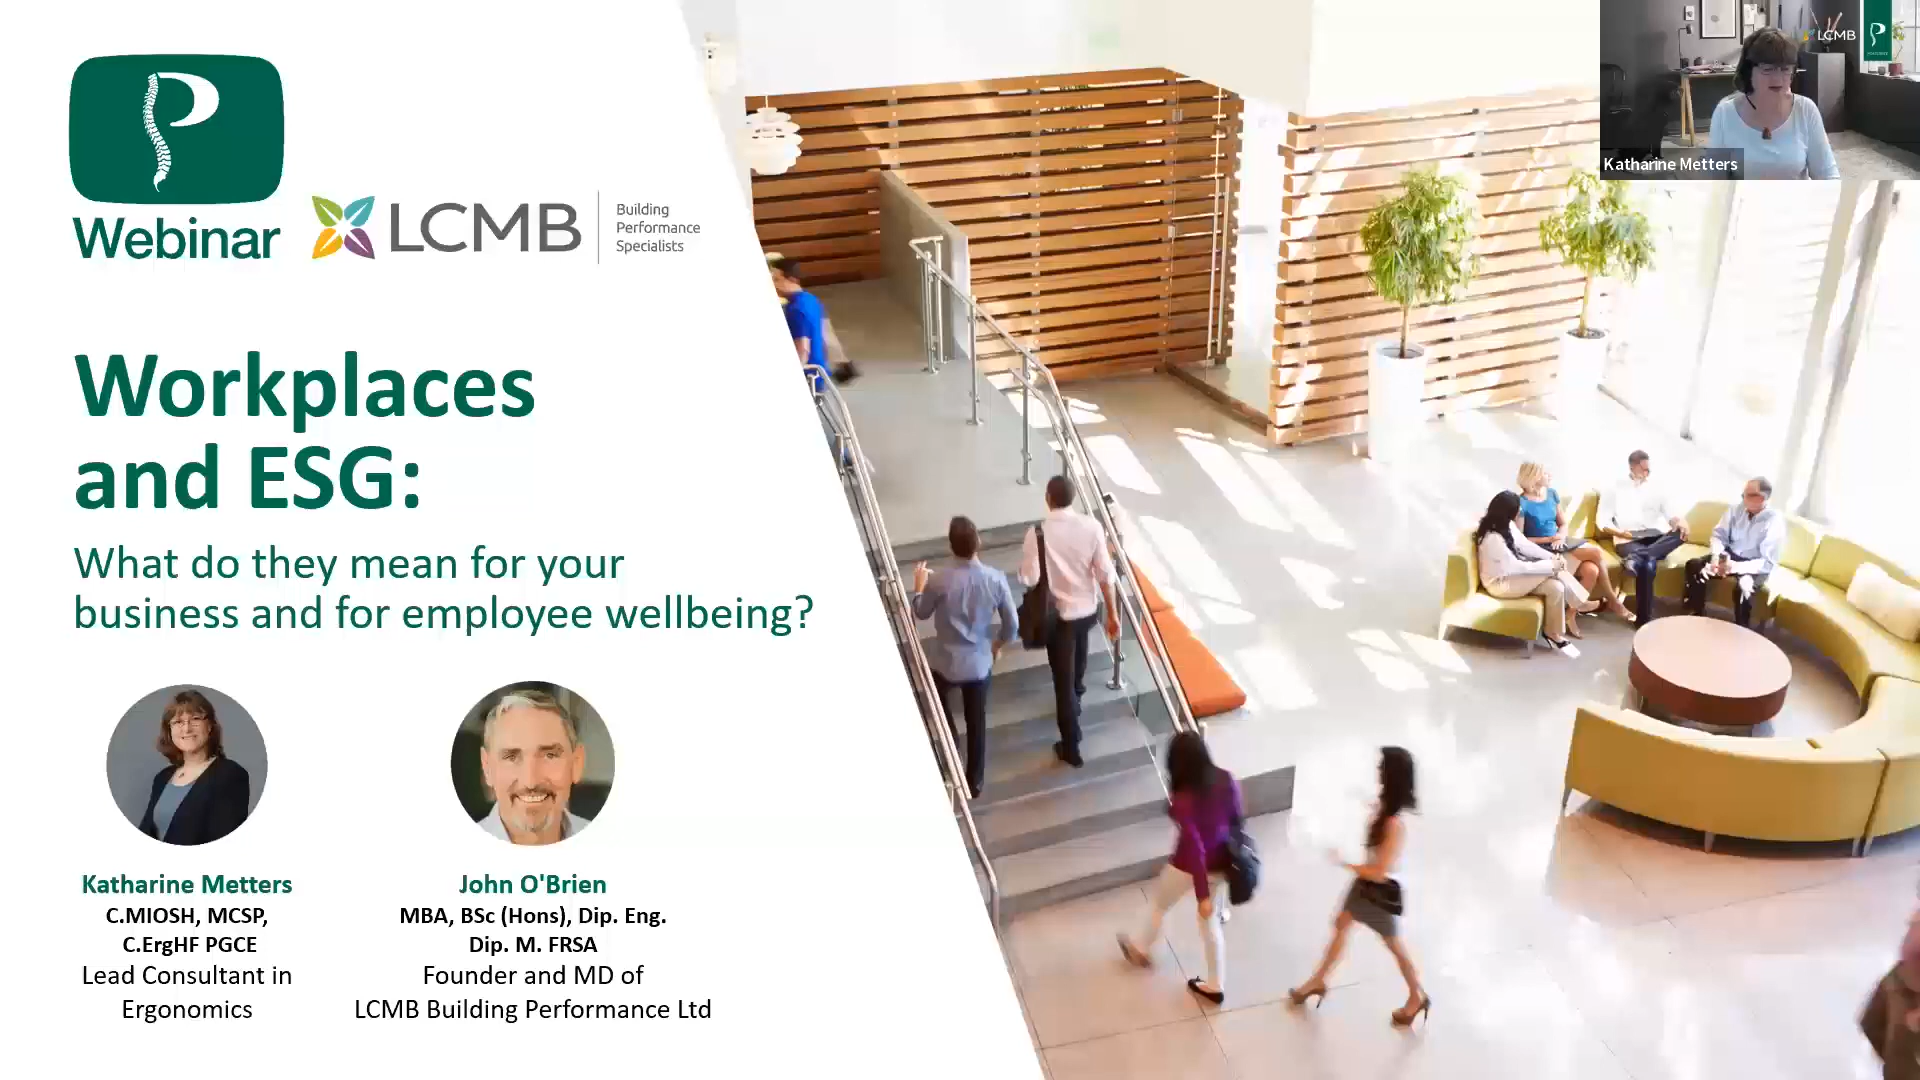 Webinar
LCMB
Building
Performance
Specialists
Workplaces
and ESG:
What do they mean for your
business and for employee wellbeing?
Katharine Metters
C.MIOSH, MCSP,
C.ErgHF PGCE
Lead Consultant in
Ergonomics
John O'Brien
MBA, BSc (Hons), Dip. Eng.
Dip. M. FRSA
Founder and MD of
LCMB Building Performance Ltd
LCMB
Katharine Metters